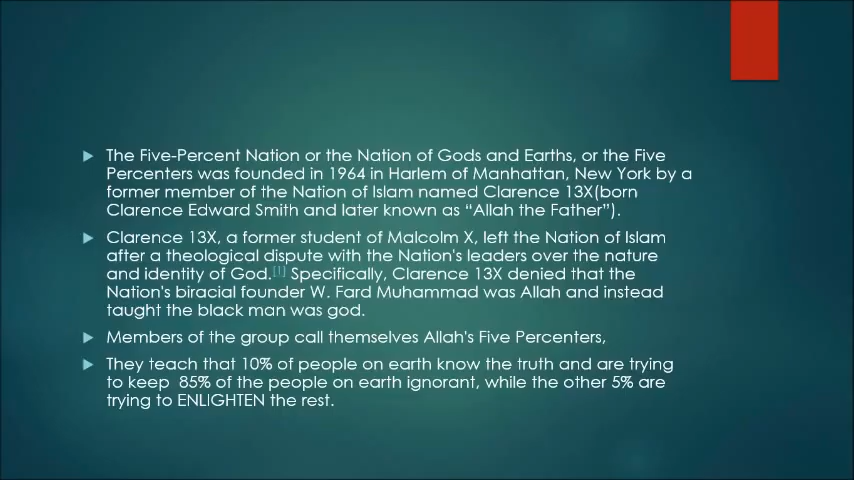 The Five-Percent Nation or the Nation of Gods and Earths, or the Five
Percenters was founded in 1964 in Harlem of Manhattan, New York by a
former member of the Nation of Islam named Clarence 13X(born
Clarence Edward Smith and later known as “Allah the Father”).
Clarence 13X, a former student of Malcolm X, left the Nation of Islam
after a theological dispute with the Nation's leaders over the nature
and identity of God.[1] Specifically, Clarence 13X denied that the
Nation's biracial founder W. Fard Muhammad was Allah and instead
taught the black man was god.
Members of the group call themselves Allah's Five Percenters,
They teach that 10% of people on earth know the truth and are trying
to keep  85% of the people on earth ignorant, while the other 5% are
trying to ENLIGHTEN the rest.